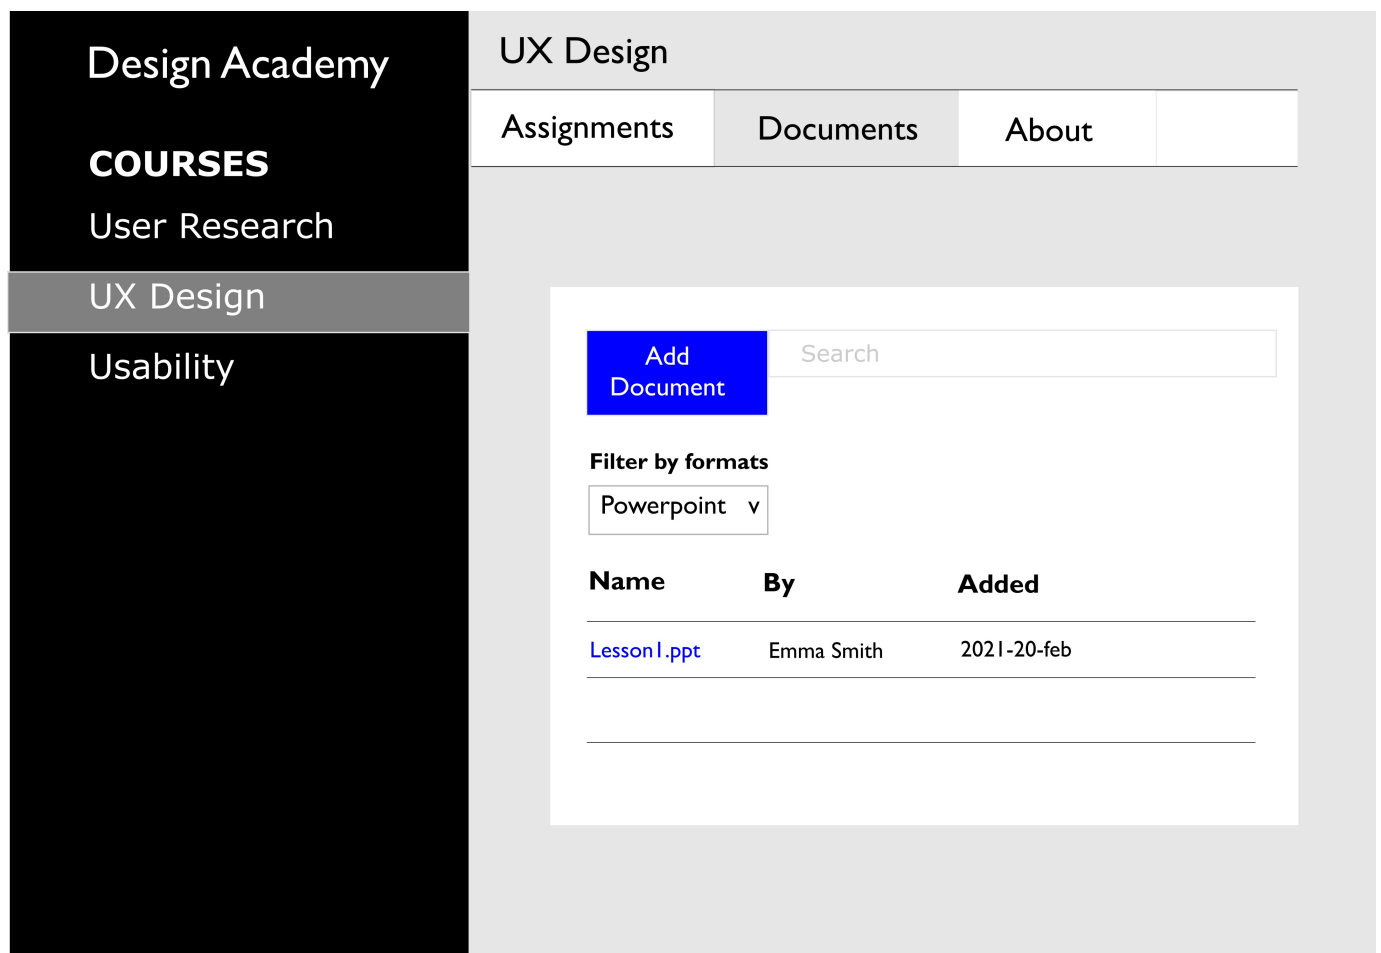 Design Academy
COURSES
User Research
UX Design
Usability
UX Design
Assignments
Documents
About
Add
Document
Search
Filter by formats
Powerpoint v
Name By Added
Lesson1.ppt Emma Smith 2021-20-feb